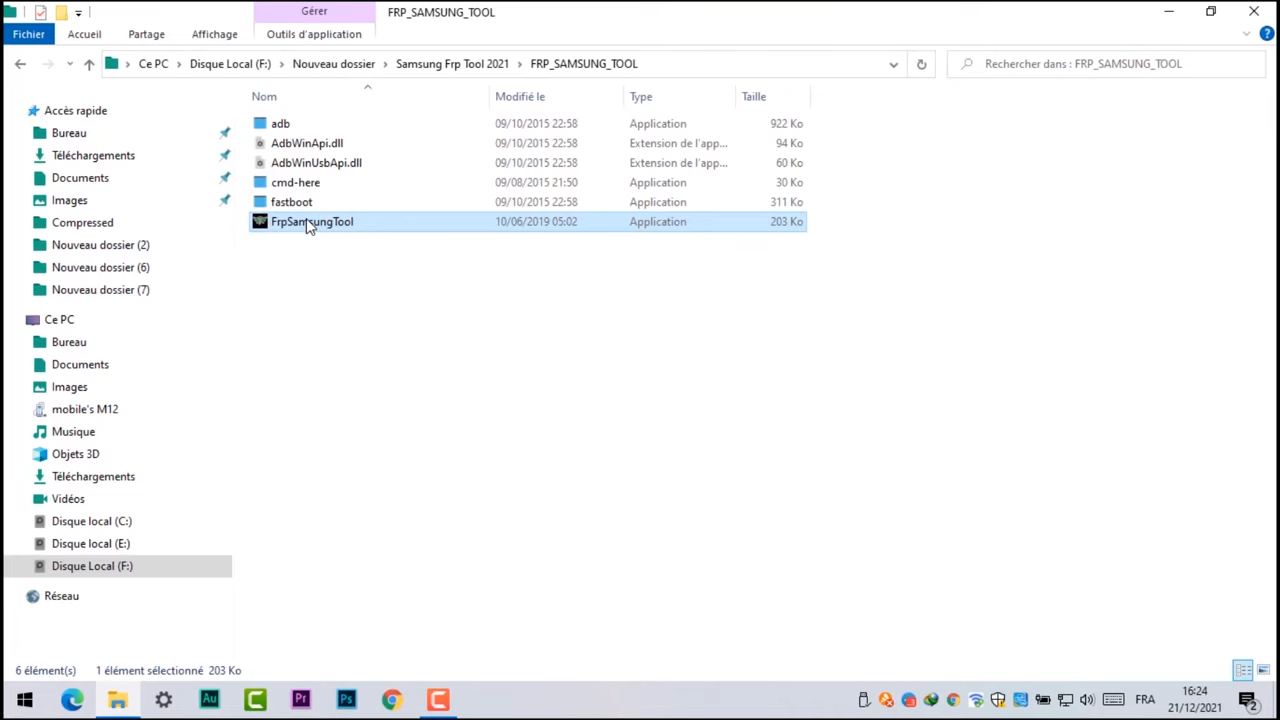 Gérer
FRP_SAMSUNG_TOOL
Fichier
Accueil
Partage
Affichage
Outils d'application
Ce PC
Disque Local (F:)
Nouveau dossier
Samsung Frp Tool 2021
FRP_SAMSUNG_TOOL
Rechercher dans : FRP_SAMSUNG_TOOL
Nom
Modifié le
Type
Taille
Accès rapide
Bureau
Téléchargements
Documents
Images
Compressed
Nouveau dossier (2)
Nouveau dossier (6)
Nouveau dossier (7)
Ce PC
Bureau
Documents
Images
mobile's M12
Musique
Objets 3D
Téléchargements
Vidéos
Disque local (C:)
Disque local (E:)
Disque Local (F:)
Réseau
adb 09/10/2015 22:58 Application 922 Ko
AdbWinApi.dll 09/10/2015 22:58 Extension de l'app... 94 Ko
AdbWinUsbApi.dll 09/10/2015 22:58 Extension de l'app... 60 Ko
cmd-here 09/08/2015 21:50 Application 30 Ko
fastboot 09/10/2015 22:58 Application 311 Ko
FrpSamsungTool 10/06/2019 05:02 Application 203 Ko
6 élément(s) 1 élément sélectionné 203 Ko
Au
Pr
Ps
FRA
16:24
21/12/2021
2